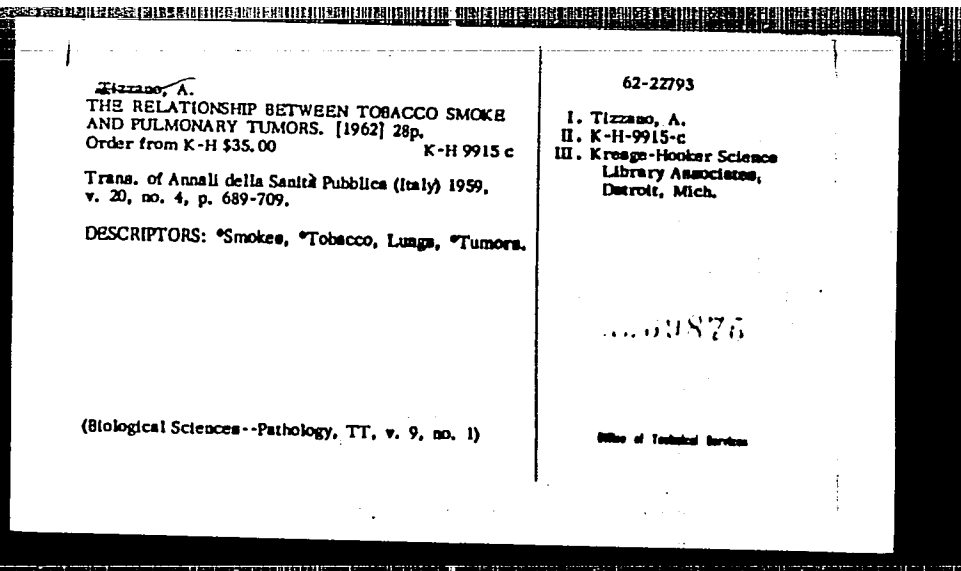 Tizzano, A.
THE RELATIONSHIP BETWEEN TOBACCO SMOKE
AND PULMONARY TUMORS. [1962] 28p.
Order from K-H $35.00 K-H 9915 c
Trans. of Annali della Sanità Pubblica (Italy) 1959,
v. 20, no. 4, p. 689-709.
DESCRIPTORS: *Smokes, *Tobacco, Lungs, *Tumors.
(Biological Sciences--Pathology, TT, v. 9, no. 1)
62-22793
I. Tizzano, A.
II. K-H-9915-c
III. Kresge-Hooker Science
Library Associates,
Detroit, Mich.
Office of Technical Services